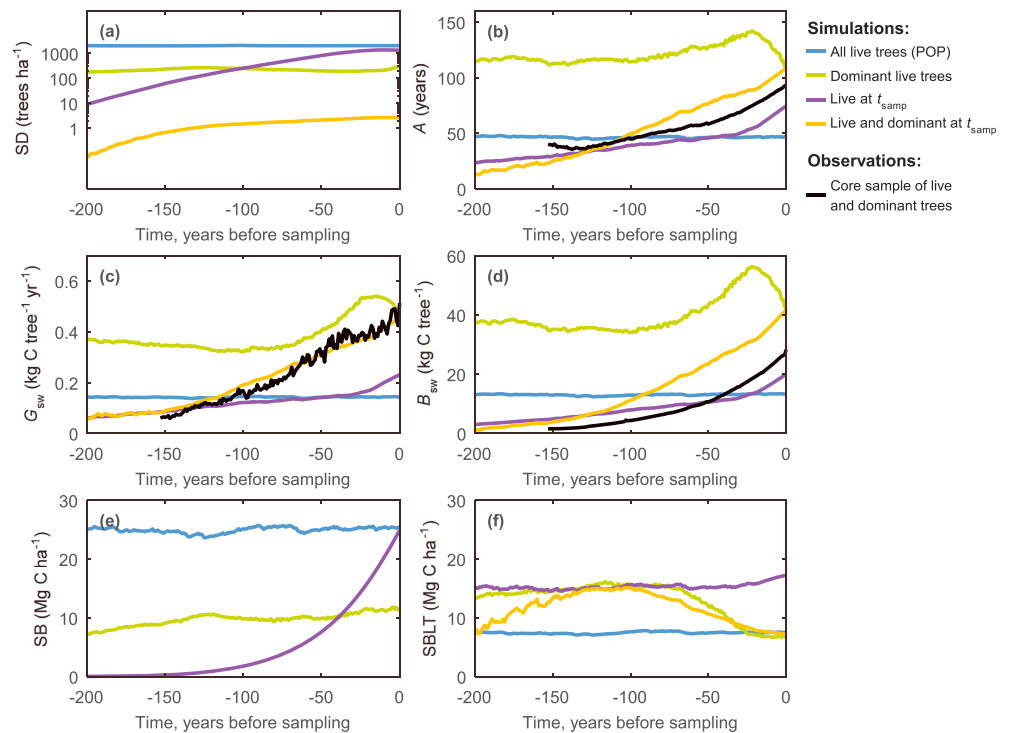 (a)
SD (trees ha⁻¹)
1000
100
10
1
-200 -150 -100 -50 0
Time, years before sampling
(b)
A (years)
150
100
50
0
-200 -150 -100 -50 0
Time, years before sampling
Simulations:
All live trees (POP)
Dominant live trees
Live at t_samp
Live and dominant at t_samp
Observations:
Core sample of live
and dominant trees
(c)
G_sw (kg C tree⁻¹ yr⁻¹)
0.6
0.4
0.2
0
-200 -150 -100 -50 0
Time, years before sampling
(d)
B_sw (kg C tree⁻¹)
60
40
20
0
-200 -150 -100 -50 0
Time, years before sampling
(e)
SB (Mg C ha⁻¹)
30
20
10
0
-200 -150 -100 -50 0
Time, years before sampling
(f)
SBLT (Mg C ha⁻¹)
30
20
10
0
-200 -150 -100 -50 0
Time, years before sampling